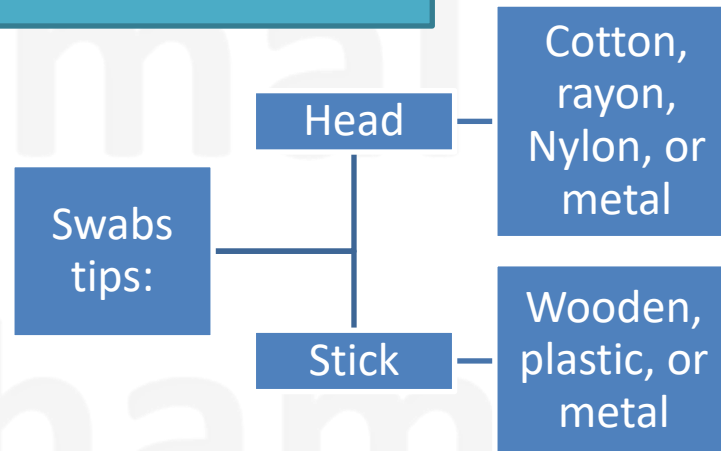 Swabs
tips:
Head
Cotton,
rayon,
Nylon, or
metal
Stick
Wooden,
plastic, or
metal